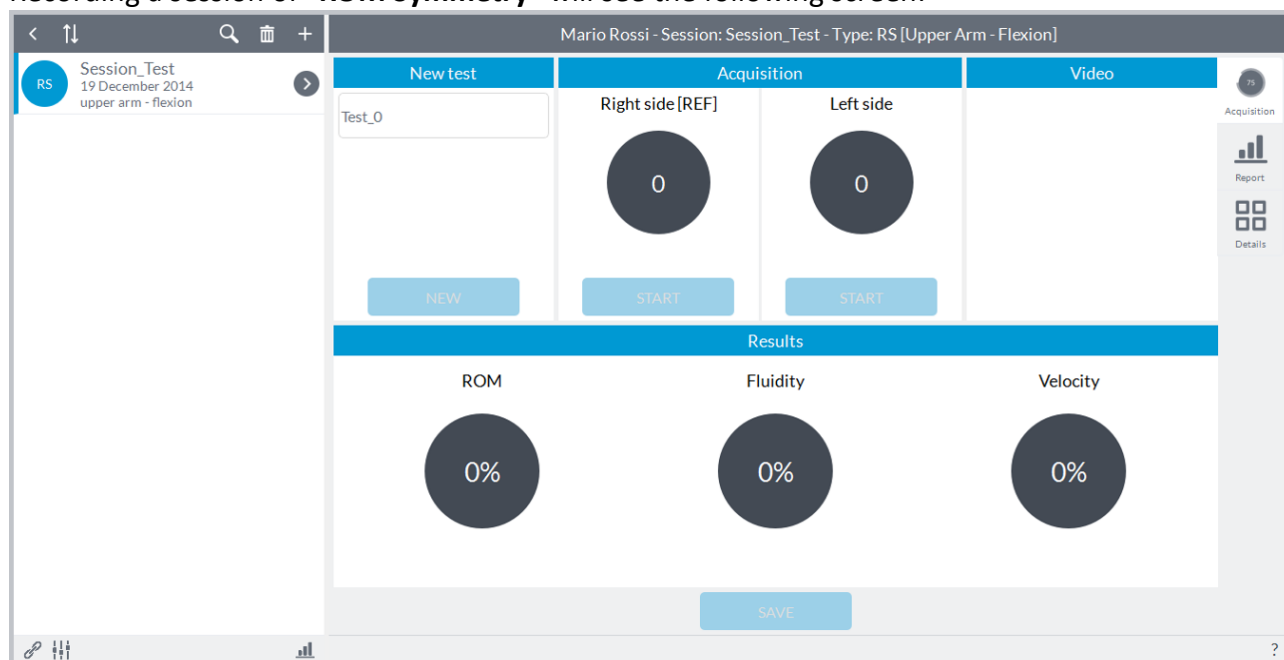 Mario Rossi - Session: Session_Test - Type: RS [Upper Arm - Flexion]
RS
Session_Test
19 December 2014
upper arm - flexion
New test
Acquisition
Video
Test_0
Right side [REF]
Left side
0
0
NEW
START
START
75
Acquisition
Report
Details
Results
ROM
Fluidity
Velocity
0%
0%
0%
SAVE
?